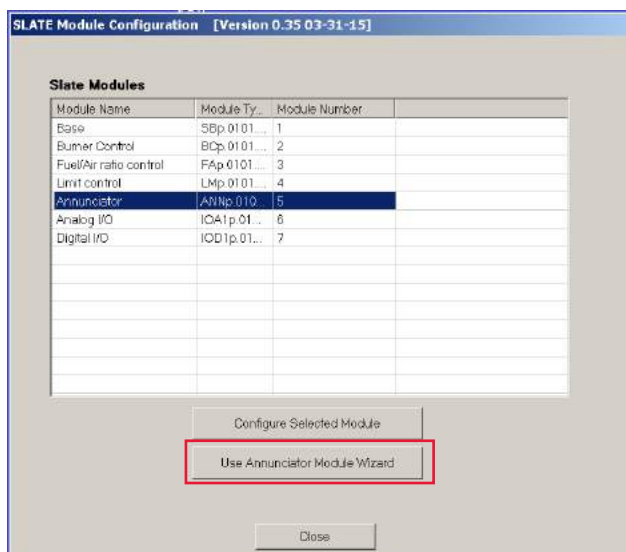 SLATE Module Configuration [Version 0.35 03-31-15]
Slate Modules
Module Name Module Ty... Module Number
Base SBp.0101.... 1
Burner Control BCp.0101.... 2
Fuel/Air ratio control FAp.0101.... 3
Limit control LMp.0101.... 4
Annunciator ANNp.010... 5
Analog I/O IOA1p.01... 6
Digital I/O IOD1p.01... 7
Configure Selected Module
Use Annunciator Module Wizard
Close